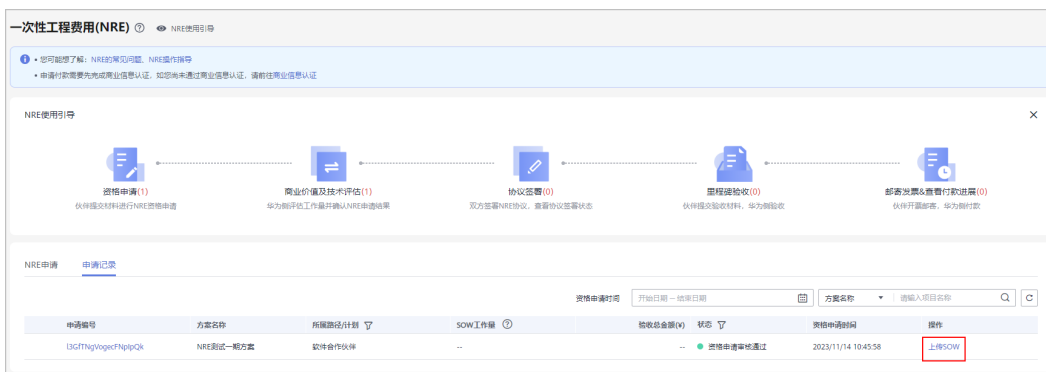 一次性工程费用(NRE) NRE使用引导
• 您可能想了解：NRE的常见问题、NRE操作指导
• 申请付款需要先完成商业信息认证，如您尚未通过商业信息认证，请前往商业信息认证
NRE使用引导
资格申请(1) 商业价值及技术评估(1) 协议签署(0) 里程碑验收(0) 邮寄发票&查看付款进展(0)
伙伴提交材料进行NRE资格申请 华为侧评估工作量并确认NRE申请结果 双方签署NRE协议，查看协议签署状态 伙伴提交验收材料，华为侧验收 伙伴开票邮寄，华为侧付款
NRE申请 申请记录
资格申请时间 开始日期 – 结束日期 方案名称 请输入项目名称
申请编号 方案名称 所属路径/计划 SOW工作量 验收总金额(¥) 状态 资格申请时间 操作
l3GfTNgVogecFNpIpQk NRE测试一期方案 软件合作伙伴 -- -- 资格申请审核通过 2023/11/14 10:45:58 上传SOW